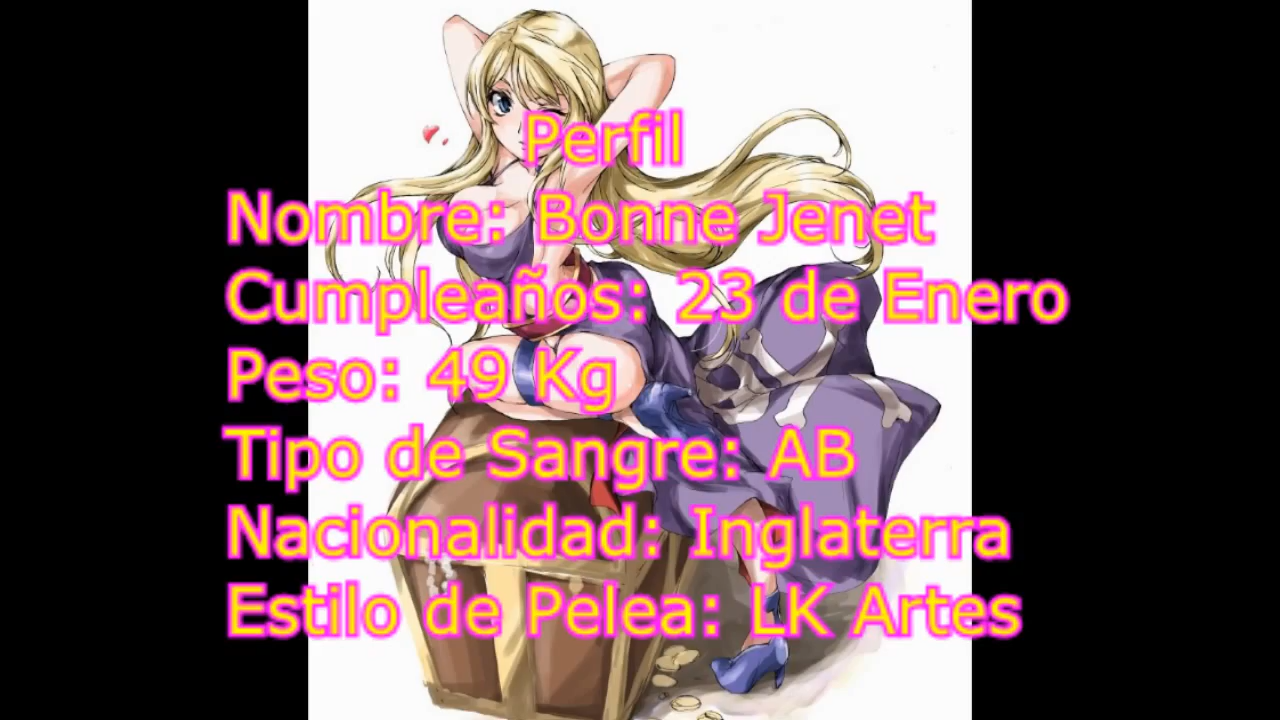 Perfil
Nombre: Bonne Jenet
Cumpleaños: 23 de Enero
Peso: 49 Kg
Tipo de Sangre: AB
Nacionalidad: Inglaterra
Estilo de Pelea: LK Artes